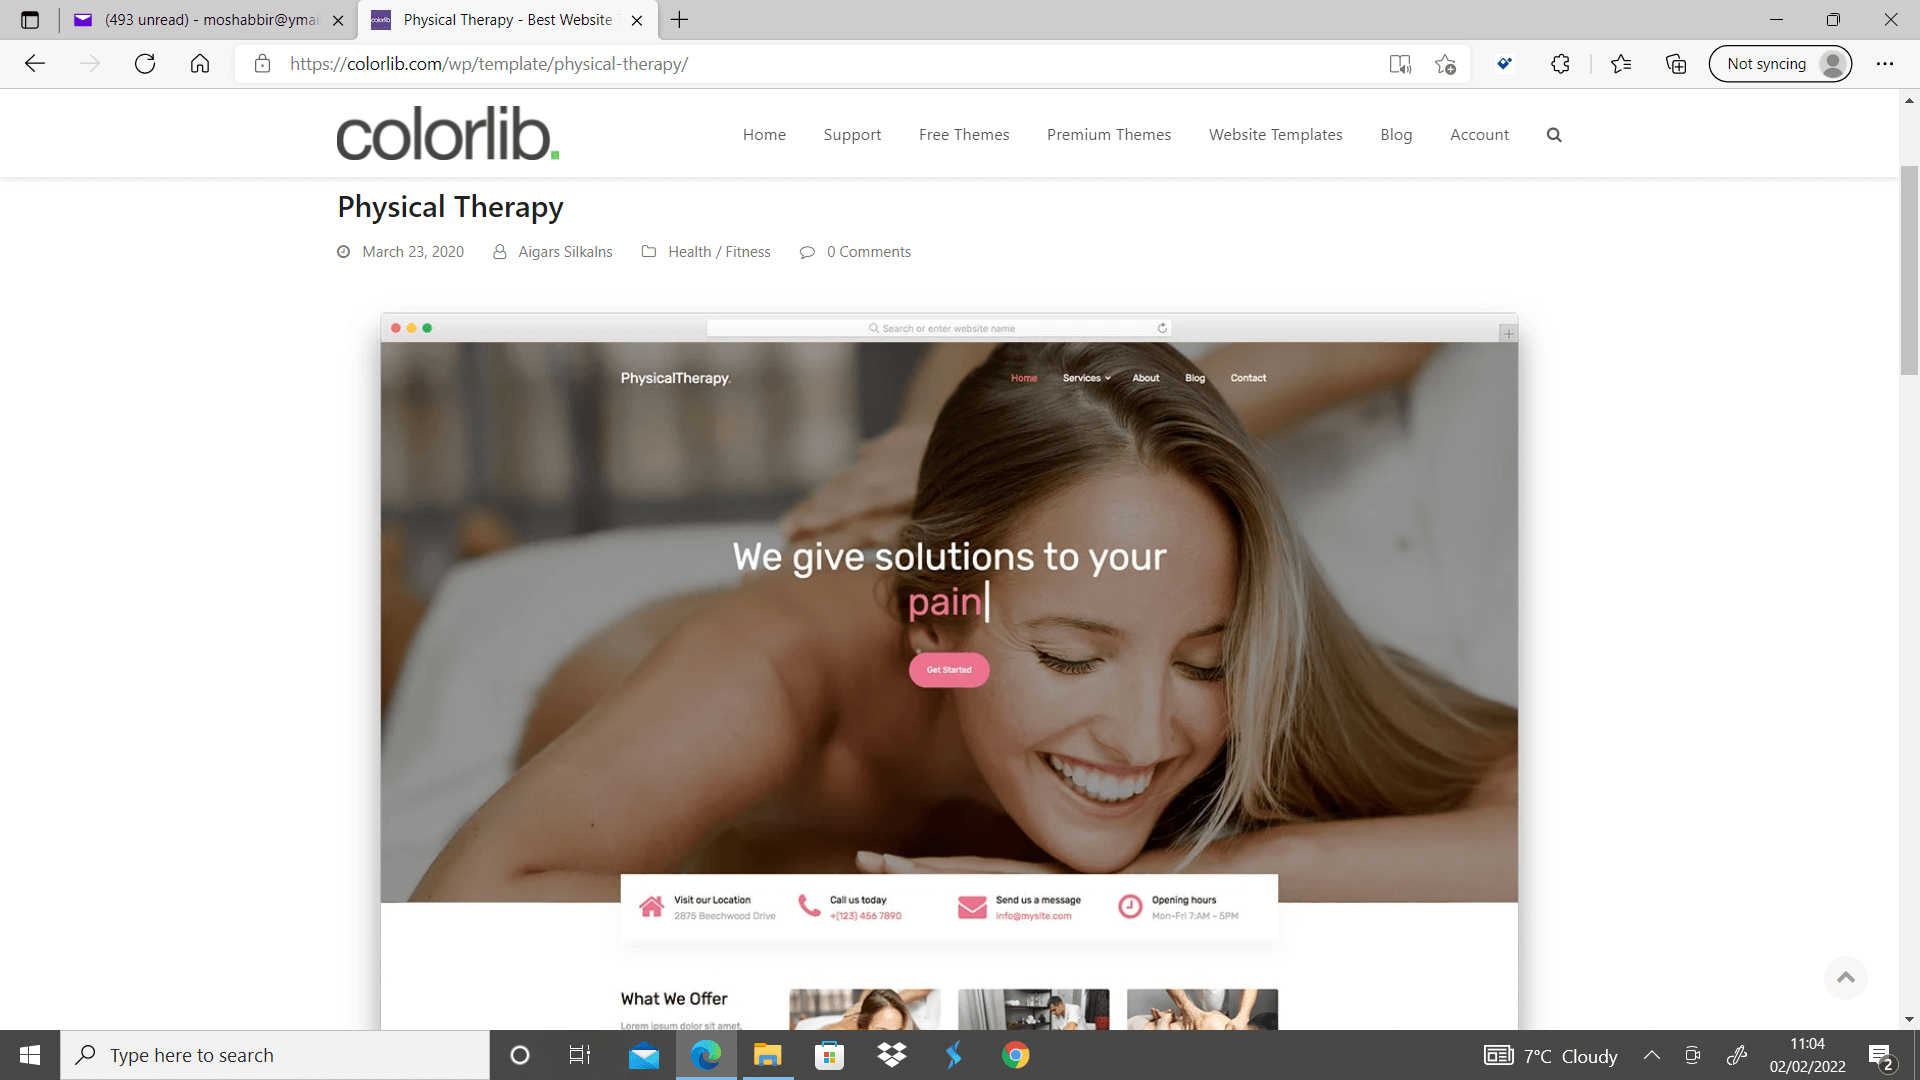 (493 unread) - moshabbir@ymai
Physical Therapy - Best Website
https://colorlib.com/wp/template/physical-therapy/
Not syncing
colorlib.
Home Support Free Themes Premium Themes Website Templates Blog Account
Physical Therapy
March 23, 2020 Aigars Silkalns Health / Fitness 0 Comments
Search or enter website name
PhysicalTherapy.
Home Services About Blog Contact
We give solutions to your
pain
Get Started
Visit our Location Call us today Send us a message Opening hours
2875 Beechwood Drive +(123) 456 7890 info@mysite.com Mon-Fri 7:AM - 5PM
What We Offer
Lorem ipsum dolor sit amet,
Type here to search
7°C Cloudy
11:04
02/02/2022
2